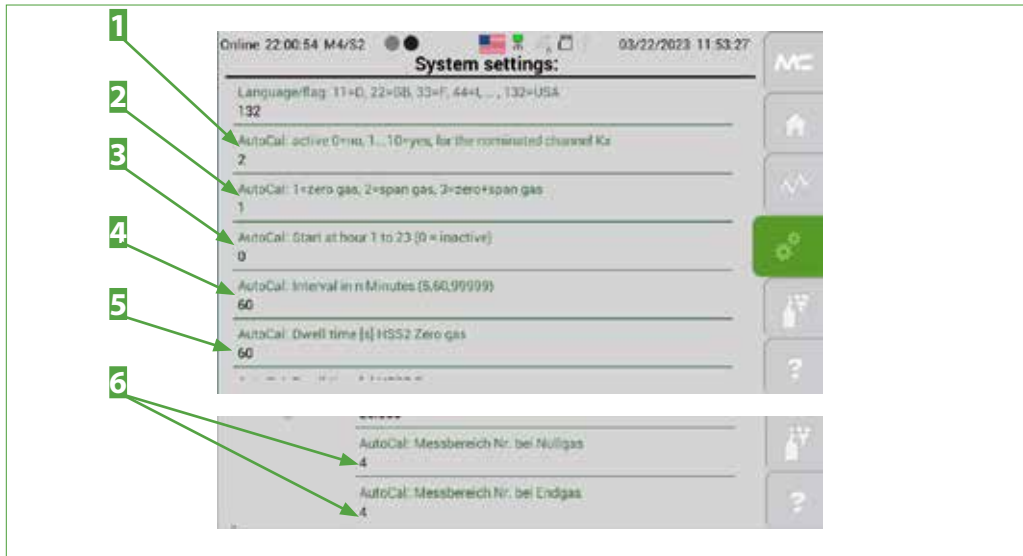 1
Online 22:00:54 M4/S2 03/22/2023 11:53:27
MC
System settings:
2
Language/flag: 11=D, 22=GB, 33=F, 44=I, ... , 132=USA
132
AutoCal: active 0=no, 1...10=yes, for the nominated channel Kx
2
3
AutoCal: 1=zero gas, 2=span gas, 3=zero+span gas
1
4
AutoCal: Start at hour 1 to 23 (0 = inactive)
0
AutoCal: Interval in n Minutes (5,60,99999)
60
5
AutoCal: Dwell time [s] HSS2 Zero gas
60
?
6
AutoCal: Messbereich Nr. bei Nullgas
4
AutoCal: Messbereich Nr. bei Endgas
4
?